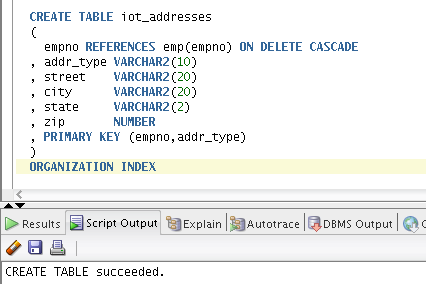 CREATE TABLE iot_addresses
(
empno REFERENCES emp(empno) ON DELETE CASCADE
, addr_type VARCHAR2(10)
, street VARCHAR2(20)
, city VARCHAR2(20)
, state VARCHAR2(2)
, zip NUMBER
, PRIMARY KEY (empno,addr_type)
)
ORGANIZATION INDEX
Results Script Output Explain Autotrace DBMS Output
CREATE TABLE succeeded.